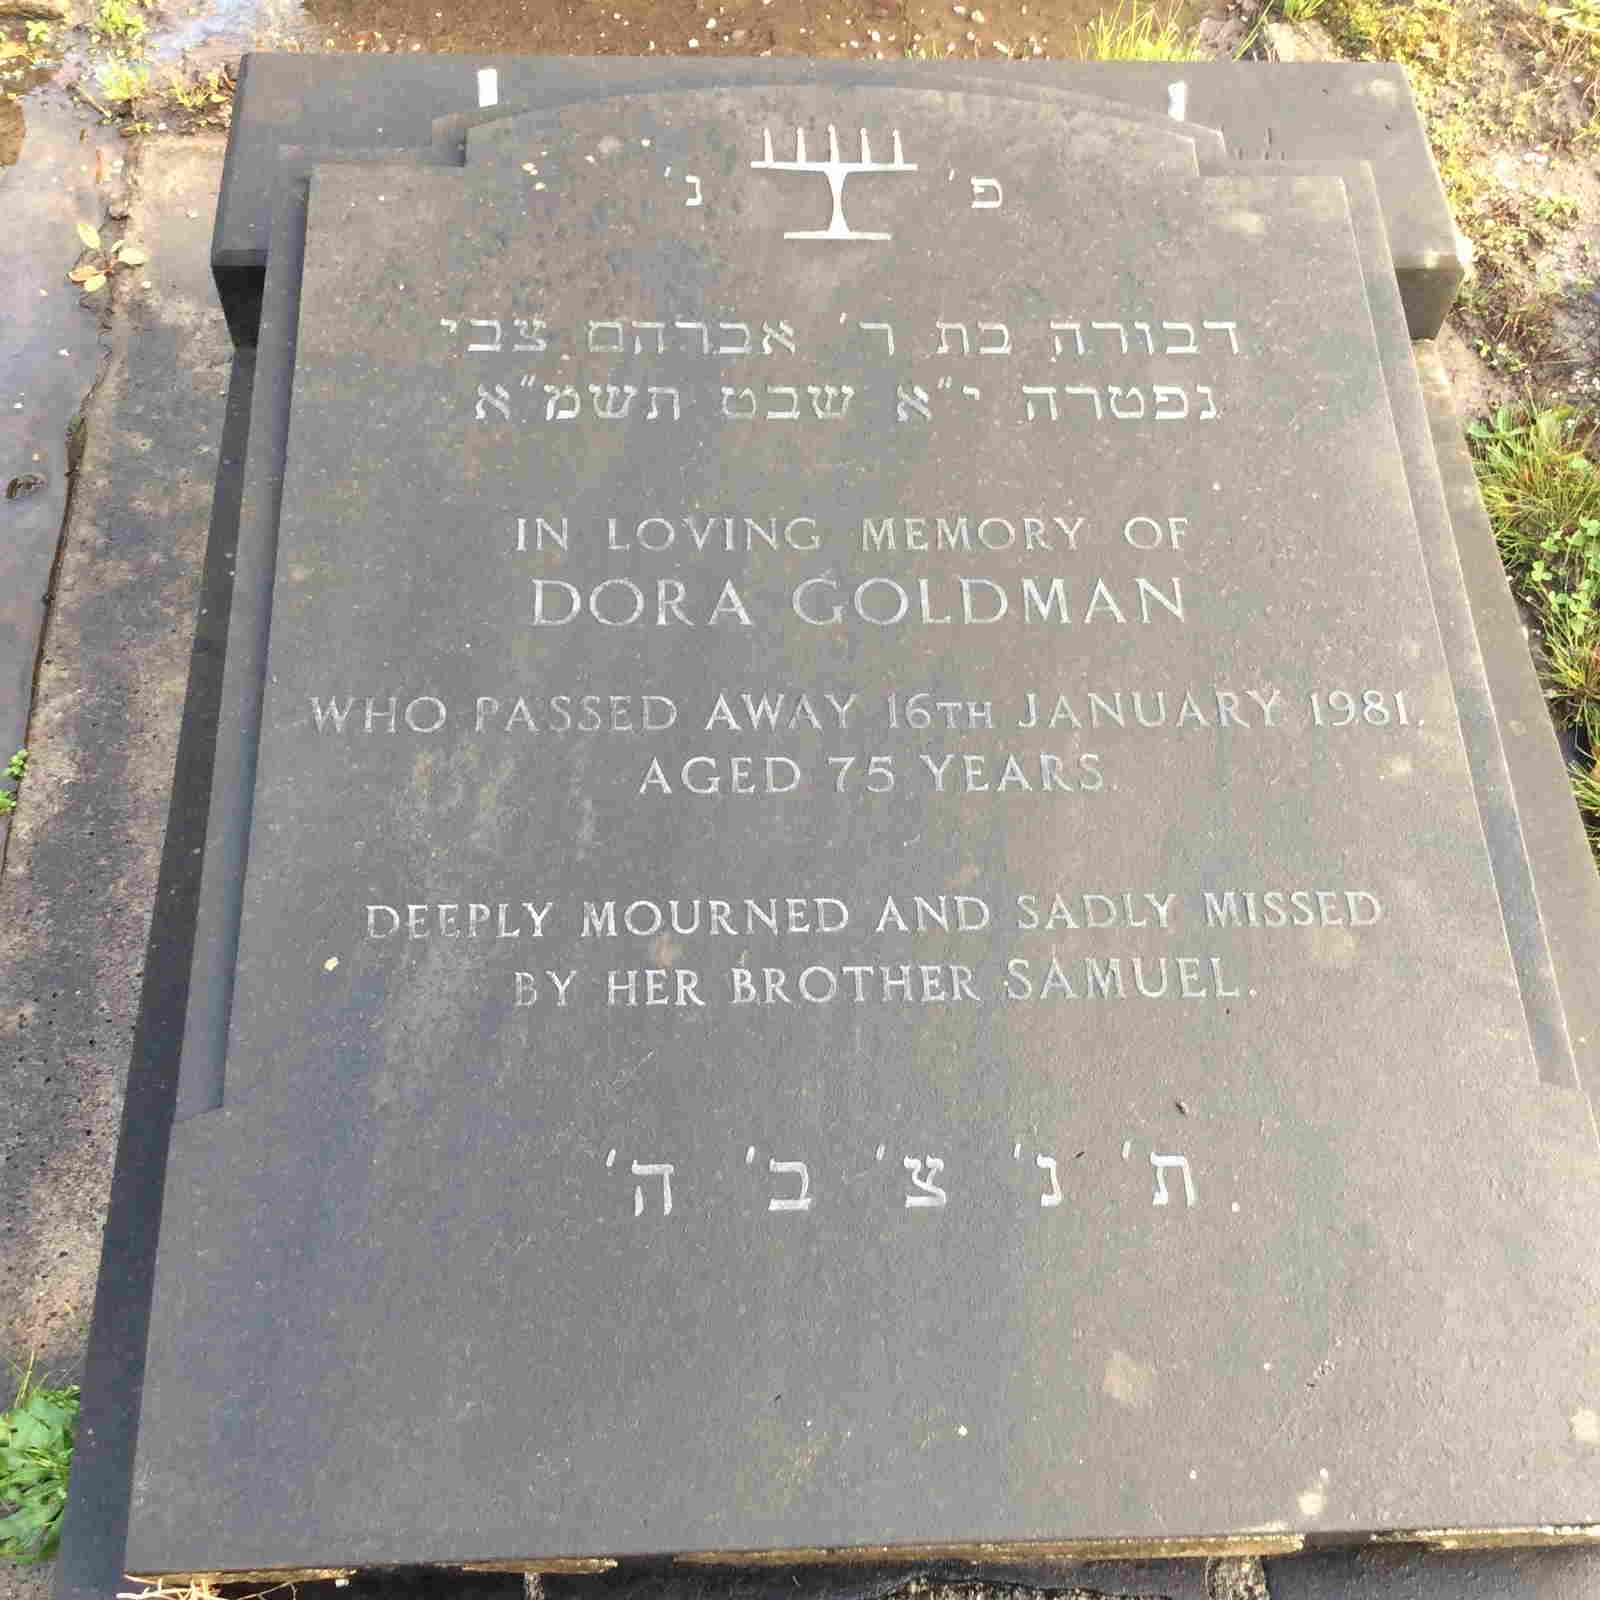 פ' נ'
דבורה בת ר' אברהם צבי
נפטרה י"א שבט תשמ"א
IN LOVING MEMORY OF
DORA GOLDMAN
WHO PASSED AWAY 16TH JANUARY 1981.
AGED 75 YEARS.
DEEPLY MOURNED AND SADLY MISSED
BY HER BROTHER SAMUEL.
.ת' נ' צ' ב' ה'